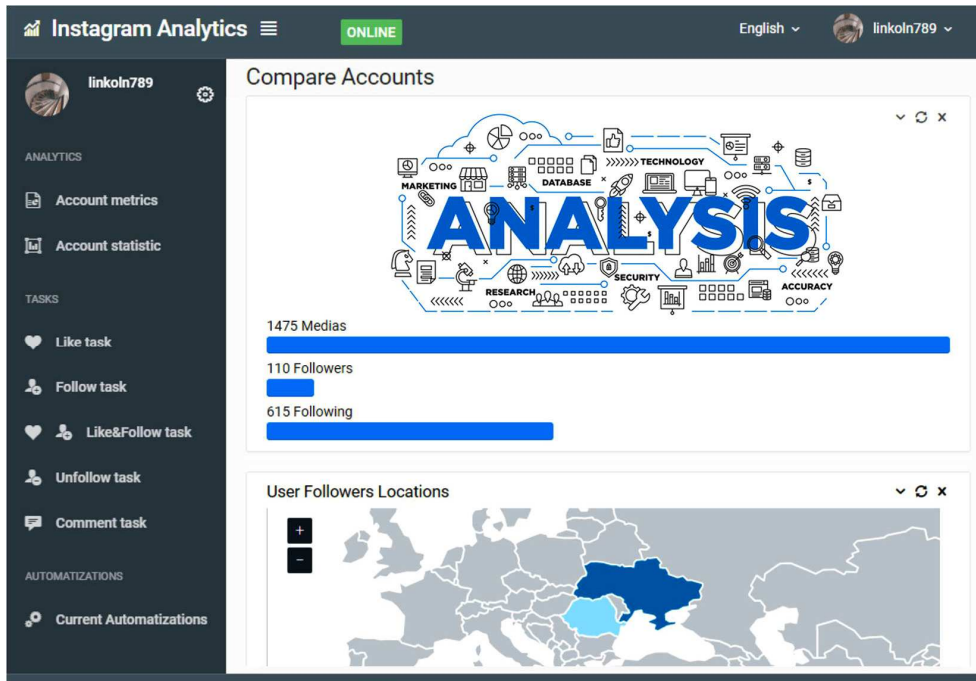 Instagram Analytics
ONLINE
English
linkoln789
linkoln789
ANALYTICS
Account metrics
Account statistic
TASKS
Like task
Follow task
Like&Follow task
Unfollow task
Comment task
AUTOMATIZATIONS
Current Automatizations
Compare Accounts
TECHNOLOGY
MARKETING
DATABASE
ANALYSIS
SECURITY
RESEARCH
ACCURACY
1475 Medias
110 Followers
615 Following
User Followers Locations
+
−